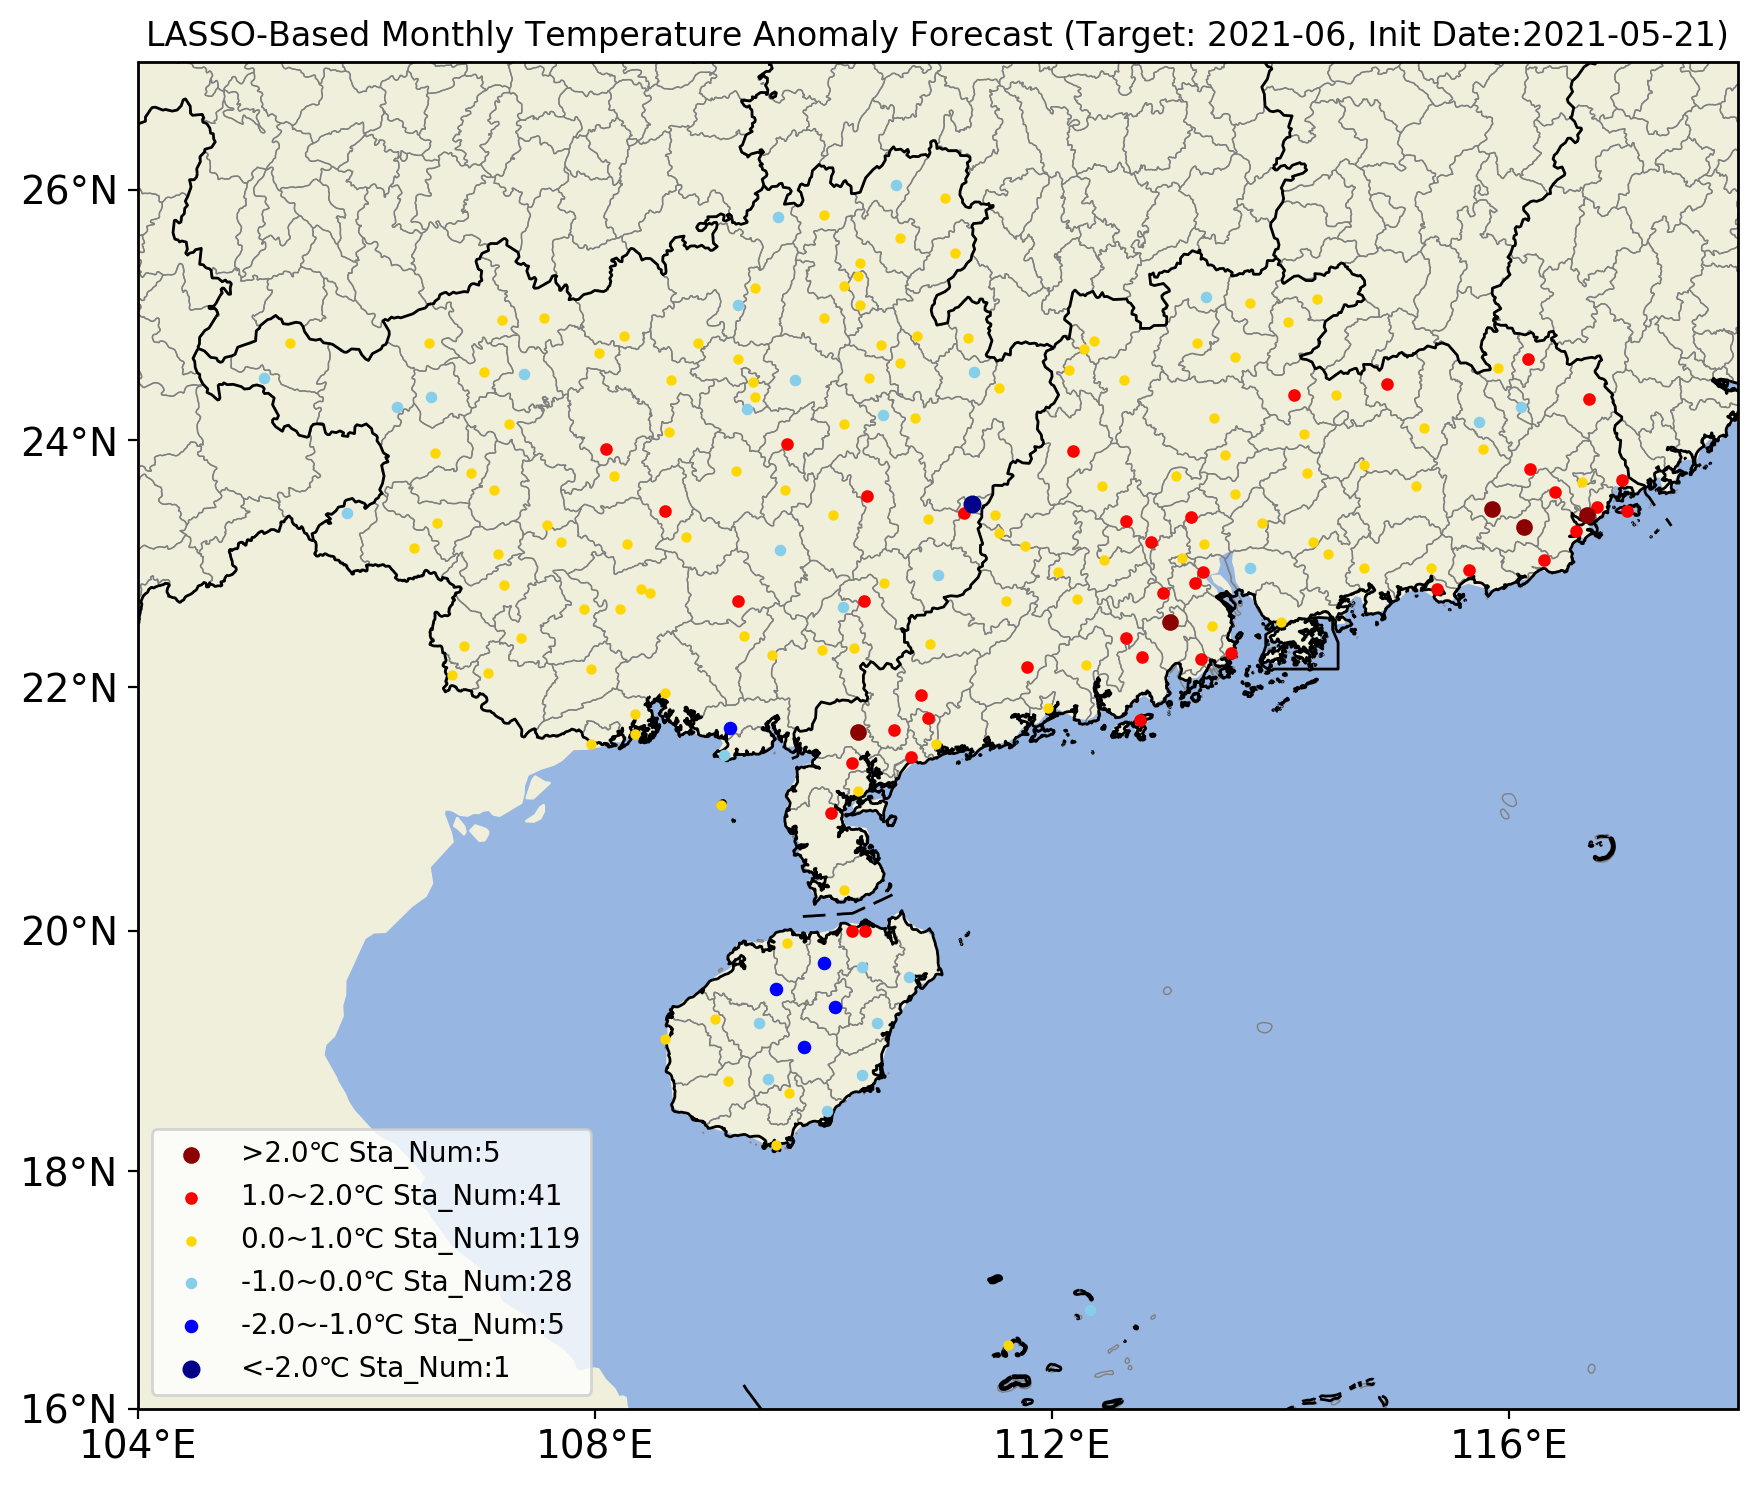 LASSO-Based Monthly Temperature Anomaly Forecast (Target: 2021-06, Init Date:2021-05-21)
26°N
24°N
22°N
20°N
18°N
16°N
>2.0℃ Sta_Num:5
1.0~2.0℃ Sta_Num:41
0.0~1.0℃ Sta_Num:119
-1.0~0.0℃ Sta_Num:28
-2.0~-1.0℃ Sta_Num:5
<-2.0℃ Sta_Num:1
104°E
108°E
112°E
116°E